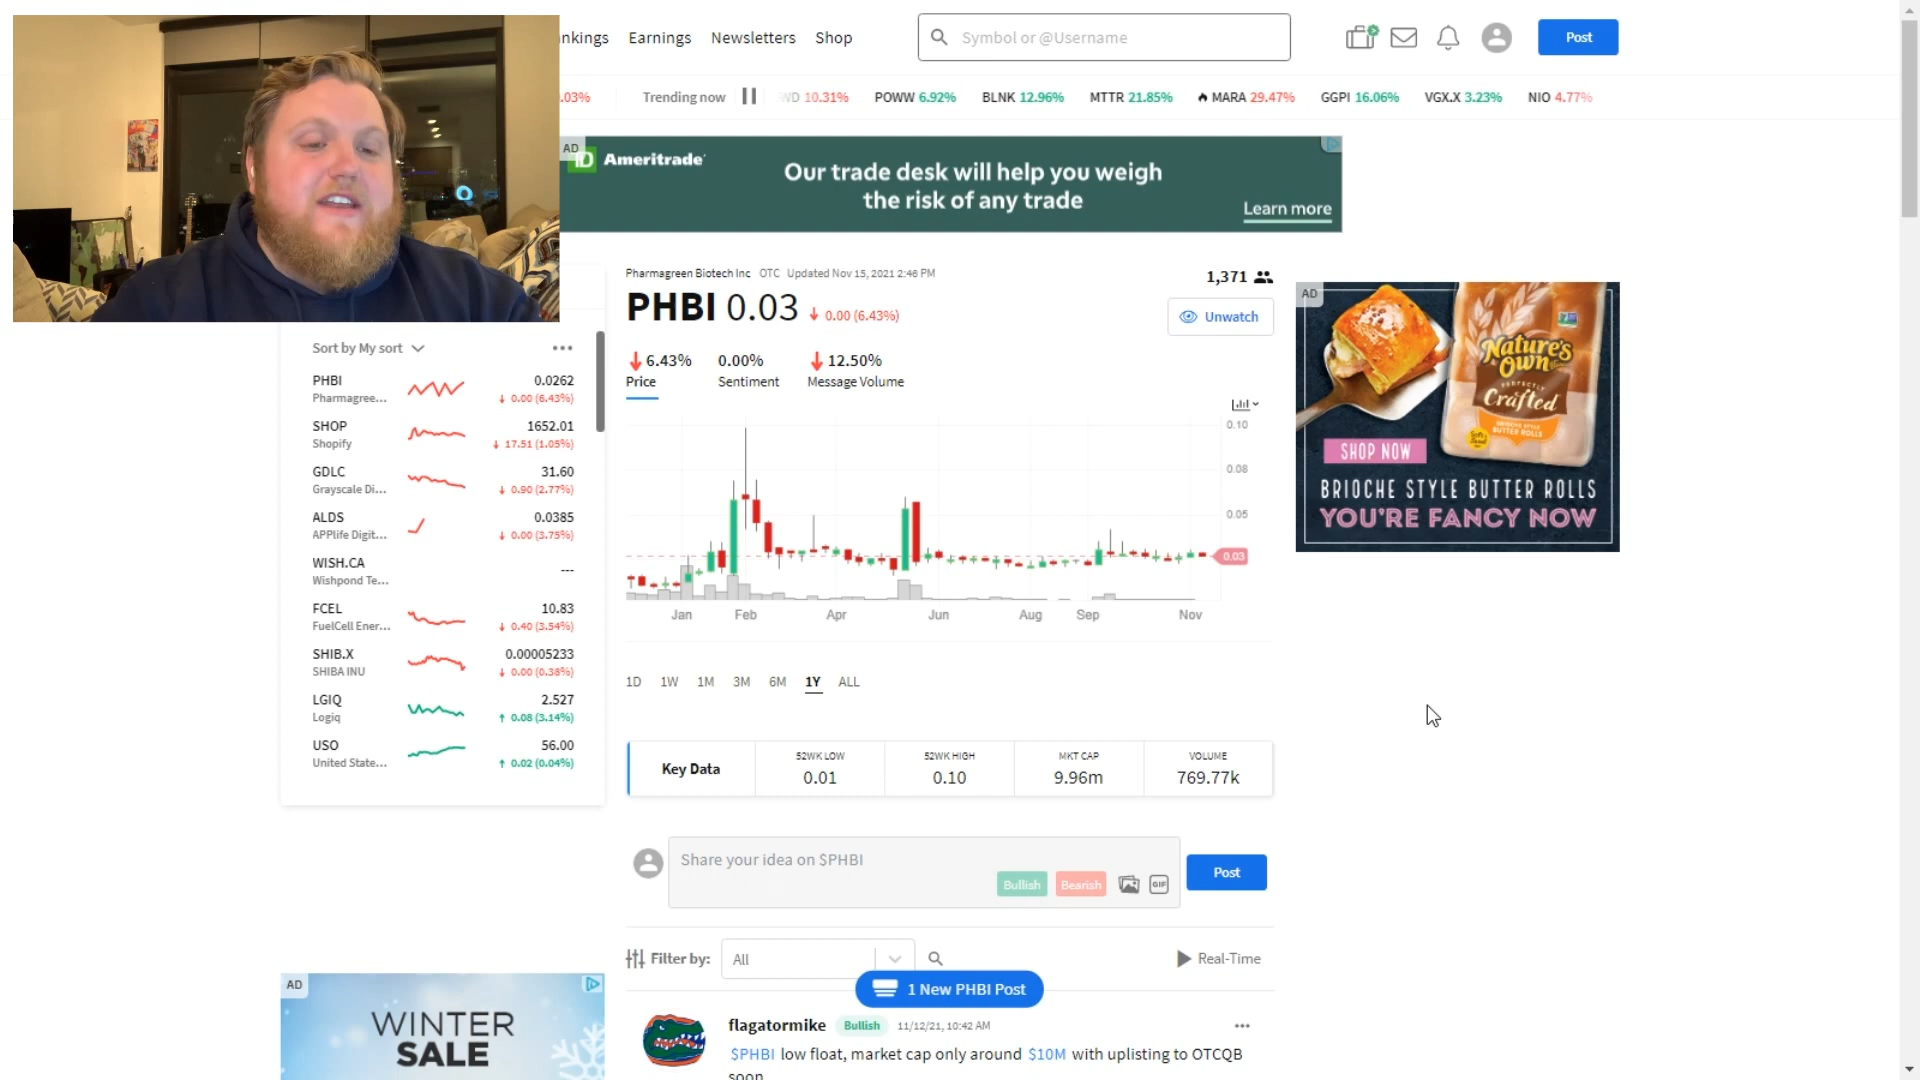 nkings Earnings Newsletters Shop
Symbol or @Username
Post
.03% Trending now WD 10.31% POWW 6.92% BLNK 12.96% MTTR 21.85% MARA 29.47% GGPI 16.06% VGX.X 3.23% NIO 4.77%
AD
TD Ameritrade
Our trade desk will help you weigh
the risk of any trade
Learn more
Pharmagreen Biotech Inc OTC Updated Nov 15, 2021 2:46 PM
1,371
PHBI 0.03 0.00 (6.43%)
Unwatch
6.43% 0.00% 12.50%
Price Sentiment Message Volume
Sort by My sort
PHBI 0.0262
Pharmagree... 0.00 (6.43%)
SHOP 1652.01
Shopify 17.51 (1.05%)
GDLC 31.60
Grayscale Di... 0.90 (2.77%)
ALDS 0.0385
APPlife Digit... 0.00 (3.75%)
WISH.CA ---
Wishpond Te...
FCEL 10.83
FuelCell Ener... 0.40 (3.54%)
SHIB.X 0.00005233
SHIBA INU 0.00 (0.38%)
LGIQ 2.527
Logiq 0.08 (3.14%)
USO 56.00
United State... 0.02 (0.04%)
0.10
0.08
0.05
0.03
Jan Feb Apr Jun Aug Sep Nov
1D 1W 1M 3M 6M 1Y ALL
Key Data
52WK LOW 52WK HIGH MKT CAP VOLUME
0.01 0.10 9.96m 769.77k
Share your idea on $PHBI
Bullish Bearish GIF
Post
Filter by: All Real-Time
1 New PHBI Post
flagatormike Bullish 11/12/21, 10:42 AM
$PHBI low float, market cap only around $10M with uplisting to OTCQB
soon
AD
Nature's
Own
PERFECTLY
Crafted
BRIOCHE STYLE
BUTTER ROLLS
SHOP NOW
BRIOCHE STYLE BUTTER ROLLS
YOU'RE FANCY NOW
AD
WINTER
SALE